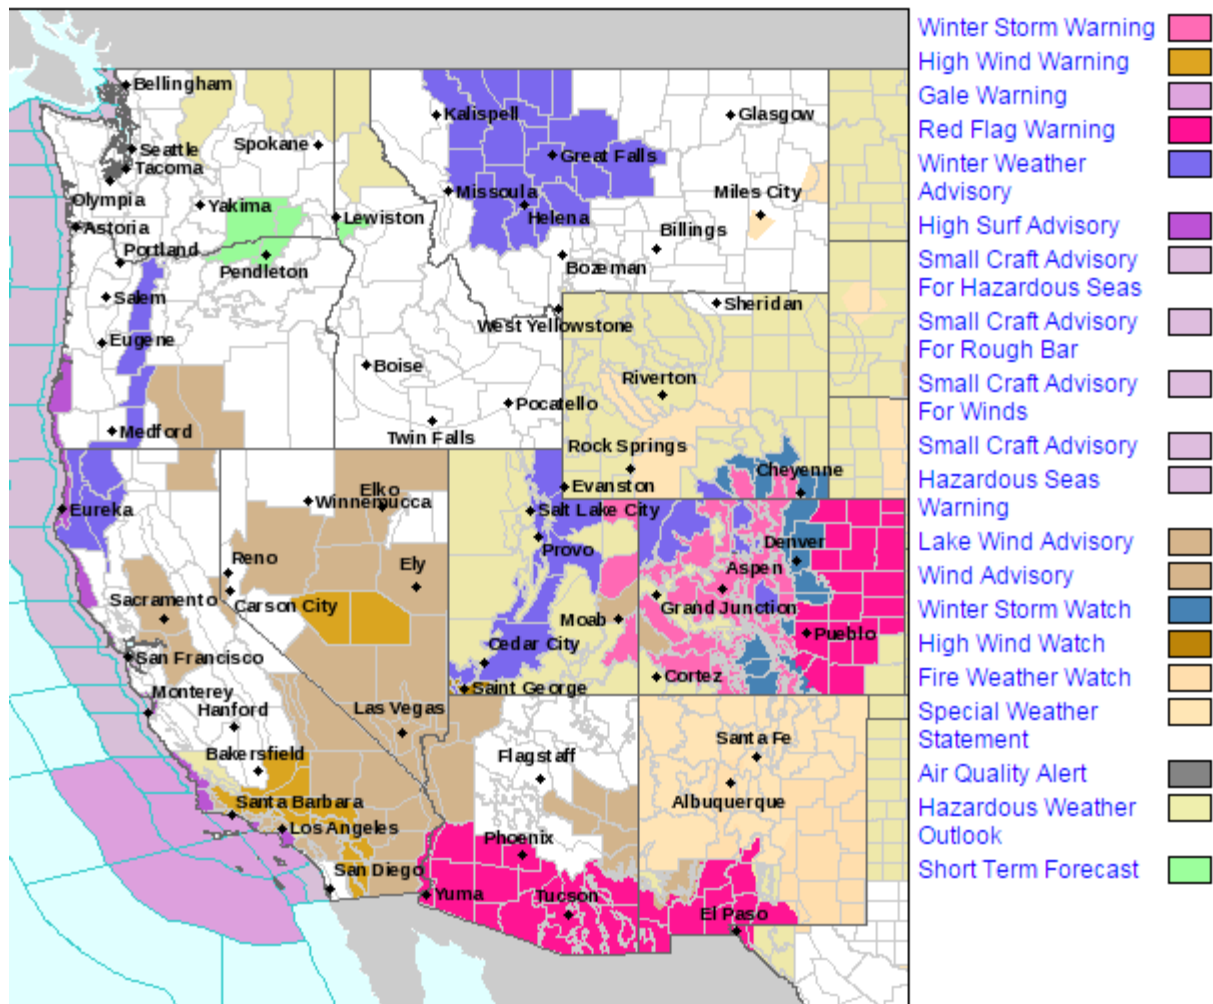 Bellingham
Kalispell
Glasgow
Seattle
Spokane
Great Falls
Tacoma
Missoula
Miles City
Olympia
Yakima
Lewiston
Helena
Astoria
Billings
Portland
Pendleton
Bozeman
Salem
Sheridan
West Yellowstone
Eugene
Boise
Riverton
Pocatello
Medford
Twin Falls
Rock Springs
Cheyenne
Elko
Evanston
Eureka
Winnemucca
Salt Lake City
Denver
Provo
Reno
Ely
Aspen
Sacramento
Carson City
Grand Junction
Moab
Pueblo
Cedar City
San Francisco
Cortez
Saint George
Monterey
Hanford
Las Vegas
Santa Fe
Bakersfield
Flagstaff
Santa Barbara
Albuquerque
Los Angeles
Phoenix
San Diego
Yuma
Tucson
El Paso
Winter Storm Warning
High Wind Warning
Gale Warning
Red Flag Warning
Winter Weather
Advisory
High Surf Advisory
Small Craft Advisory
For Hazardous Seas
Small Craft Advisory
For Rough Bar
Small Craft Advisory
For Winds
Small Craft Advisory
Hazardous Seas
Warning
Lake Wind Advisory
Wind Advisory
Winter Storm Watch
High Wind Watch
Fire Weather Watch
Special Weather
Statement
Air Quality Alert
Hazardous Weather
Outlook
Short Term Forecast